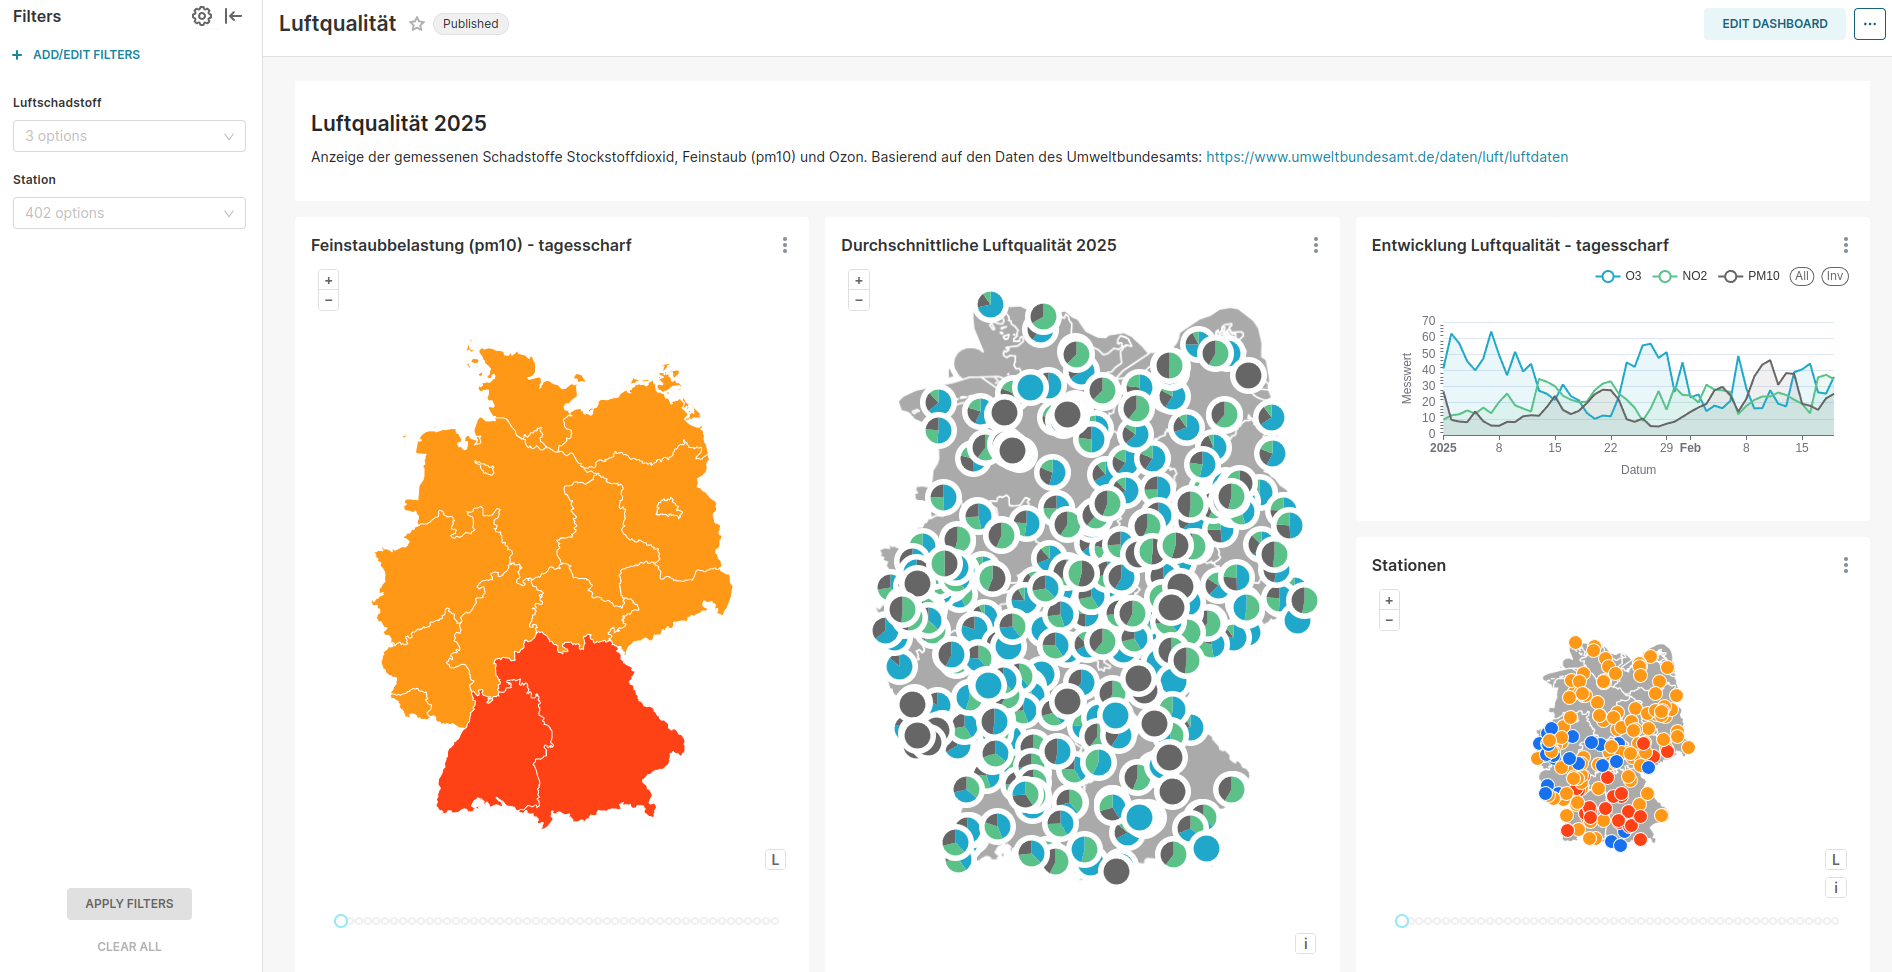 Filters
ADD/EDIT FILTERS
Luftschadstoff
3 options
Station
402 options
APPLY FILTERS
CLEAR ALL
Luftqualität
Published
EDIT DASHBOARD
...
Luftqualität 2025
Anzeige der gemessenen Schadstoffe Stockstoffdioxid, Feinstaub (pm10) und Ozon. Basierend auf den Daten des Umweltbundesamts: https://www.umweltbundesamt.de/daten/luft/luftdaten
Feinstaubbelastung (pm10) - tagesscharf
+
−
L
Durchschnittliche Luftqualität 2025
+
−
i
Entwicklung Luftqualität - tagesscharf
O3 NO2 PM10 All Inv
70
60
50
40
30
20
10
0
Messwert
2025 8 15 22 29 Feb 8 15
Datum
Stationen
+
−
L
i